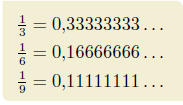 1/3 = 0,33333333 . . .
1/6 = 0,16666666 . . .
1/9 = 0,11111111 . . .